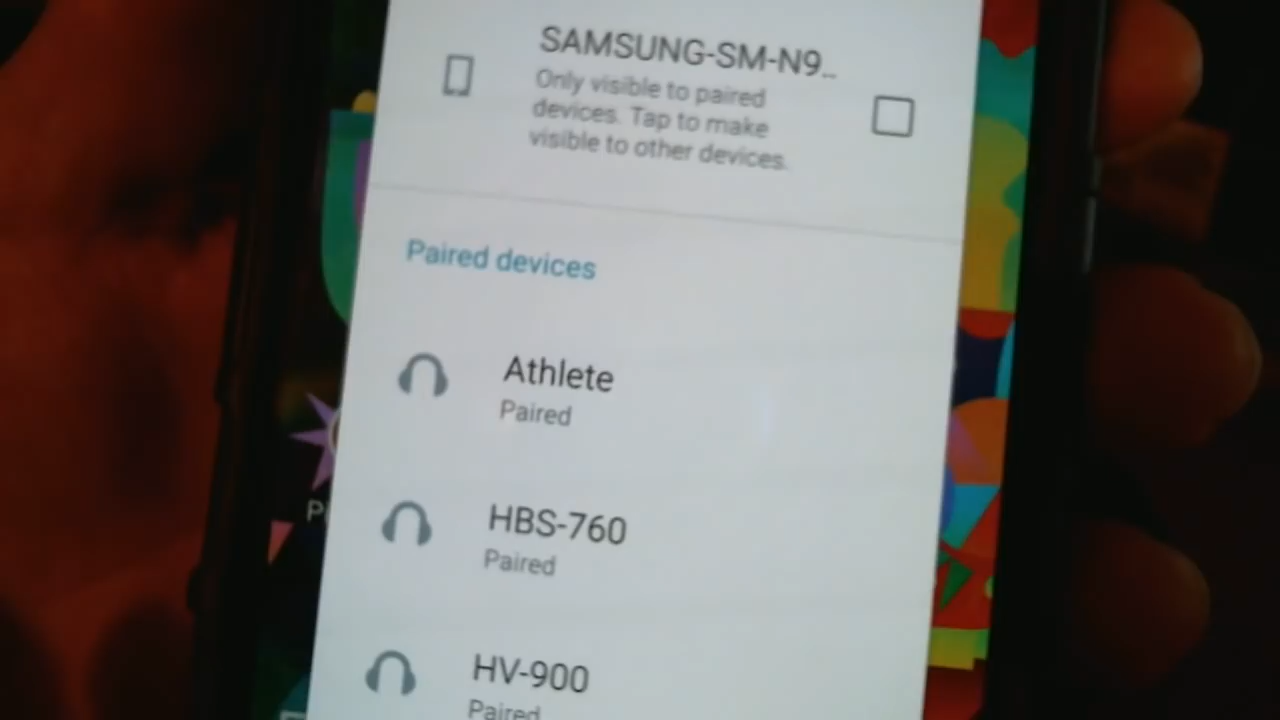 SAMSUNG-SM-N9..
Only visible to paired
devices. Tap to make
visible to other devices.
Paired devices
Athlete
Paired
HBS-760
Paired
HV-900
Paired